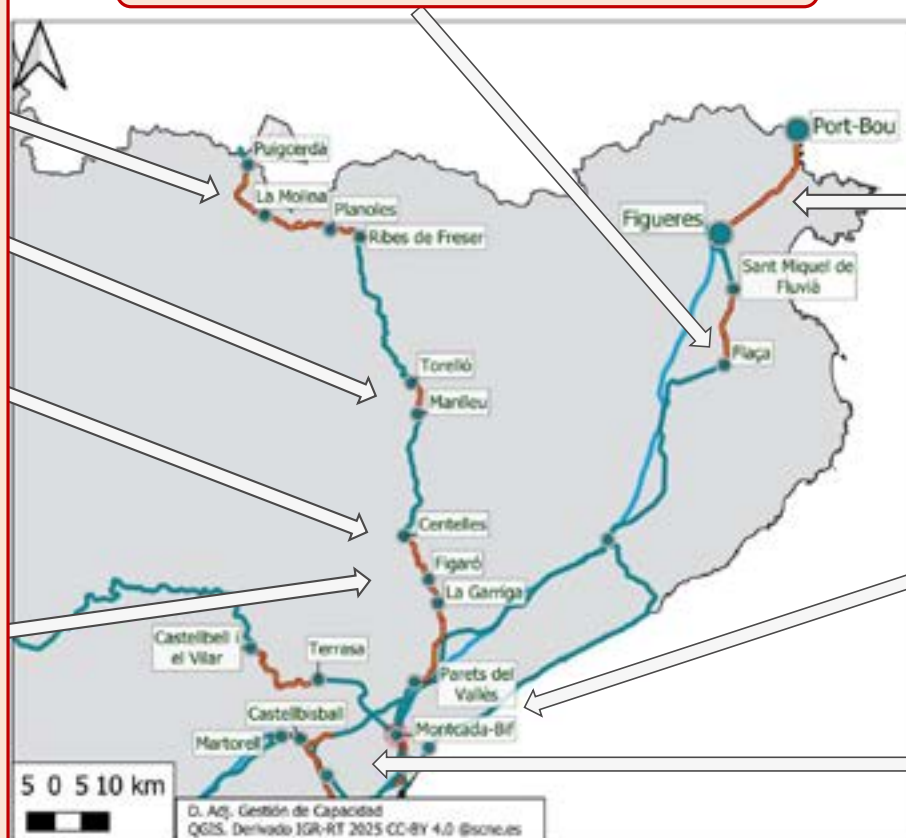 Puigcerdà
Port-Bou
La Molina
Planoles
Figueres
Ribes de Freser
Sant Miquel de
Fluvià
Flaça
Torelló
Manlleu
Centelles
Figaró
La Garriga
Castellbell i
el Vilar
Terrasa
Parets del
Vallès
Castellbisball
Montcada-Bif
Martorell
5 0 5 10 km
D. Adj. Gestión de Capacidad
QGIS. Derivado IGR-RT 2025 CC-BY 4.0 @scne.es